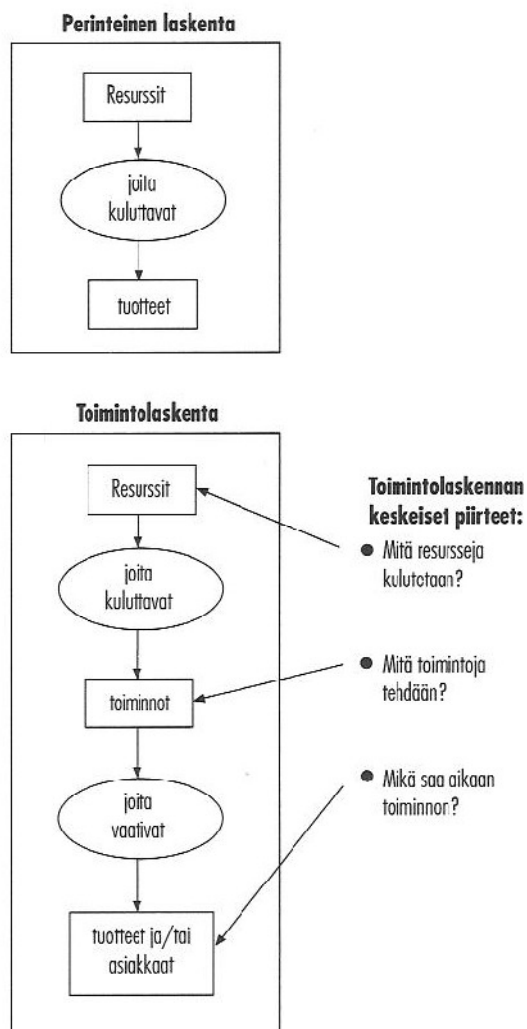 Perinteinen laskenta
Resurssit
joita
kuluttavat
tuotteet
Toimintolaskenta
Resurssit
joita
kuluttavat
toiminnot
joita
vaativat
tuotteet ja/tai
asiakkaat
Toimintolaskennan
keskeiset piirteet:
● Mitä resursseja
kulutetaan?
● Mitä toimintoja
tehdään?
● Mikä saa aikaan
toiminnon?